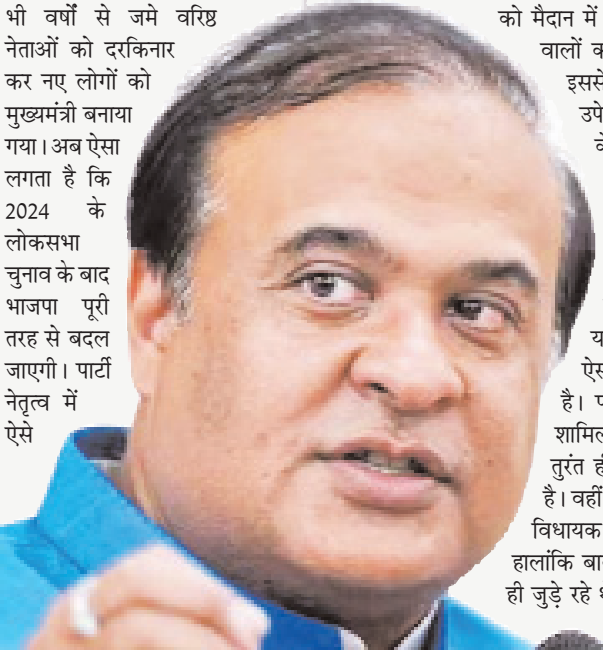 भी वर्षों से जमे वरिष्ठ
नेताओं को दरकिनार
कर नए लोगों को
मुख्यमंत्री बनाया
गया। अब ऐसा
लगता है कि
2024 के
लोकसभा
चुनाव के बाद
भाजपा पूरी
तरह से बदल
जाएगी। पार्टी
नेतृत्व में
ऐसे
को मैदान में
वालों
इससे
है।
तुरंत
है। वहीं
विधायक
हालांकि
ही जुड़े रहे